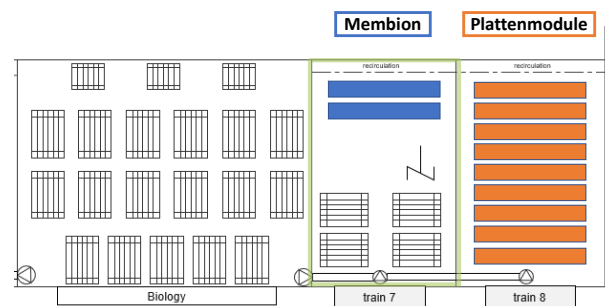 Membion
Plattenmodule
recirculation
recirculation
Biology
train 7
train 8